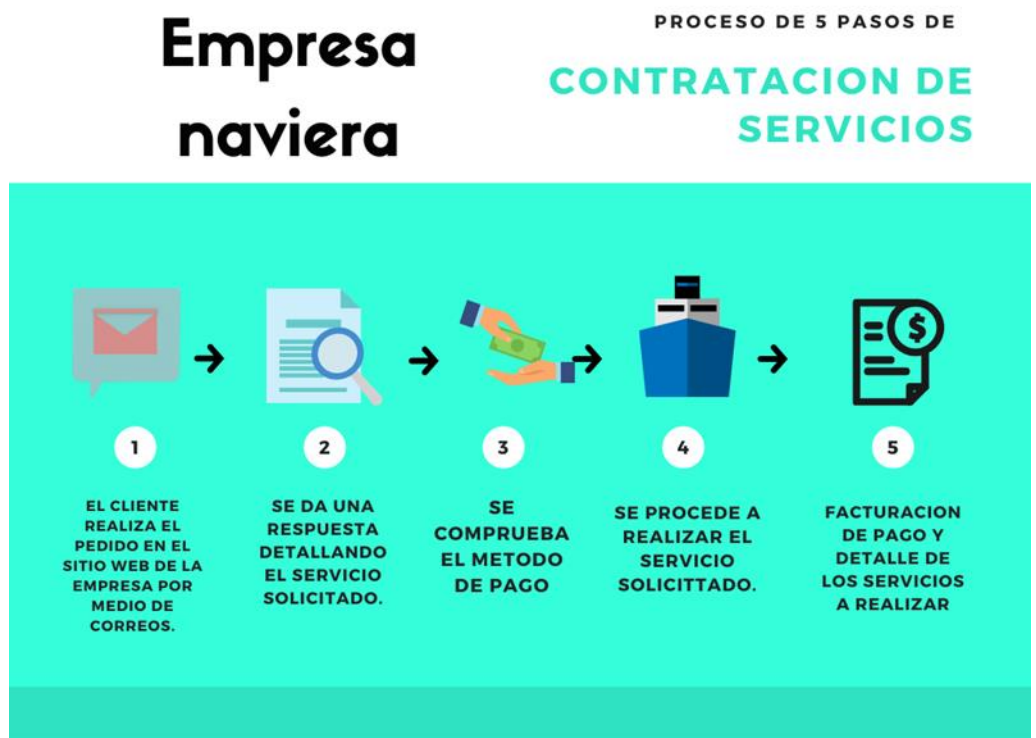 Empresa
naviera
PROCESO DE 5 PASOS DE
CONTRATACION DE
SERVICIOS
$
1
EL CLIENTE
REALIZA EL
PEDIDO EN EL
SITIO WEB DE LA
EMPRESA POR
MEDIO DE
CORREOS.
2
SE DA UNA
RESPUESTA
DETALLANDO
EL SERVICIO
SOLICITADO.
3
SE
COMPRUEBA
EL METODO
DE PAGO
4
SE PROCEDE A
REALIZAR EL
SERVICIO
SOLICITTADO.
5
FACTURACION
DE PAGO Y
DETALLE DE
LOS SERVICIOS
A REALIZAR